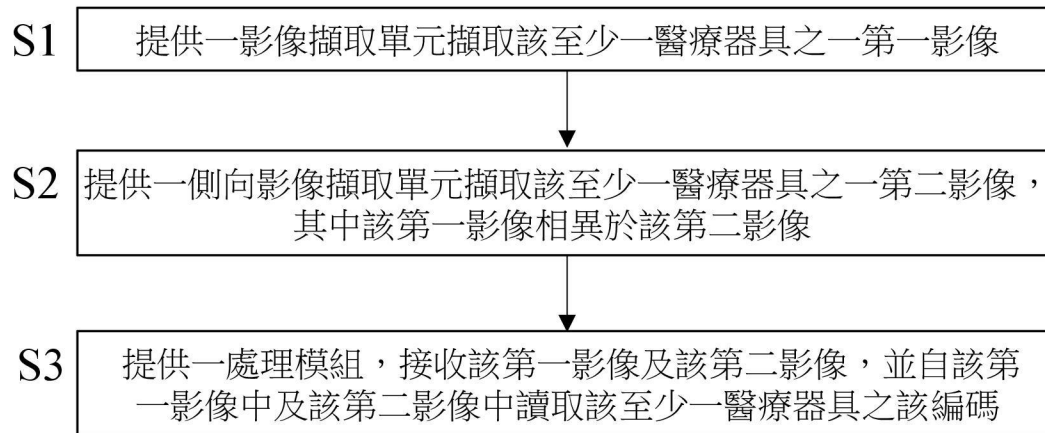 S1
提供一影像擷取單元擷取該至少一醫療器具之一第一影像
S2
提供一側向影像擷取單元擷取該至少一醫療器具之一第二影像，
其中該第一影像相異於該第二影像
S3
提供一處理模組，接收該第一影像及該第二影像，並自該第
一影像中及該第二影像中讀取該至少一醫療器具之該編碼